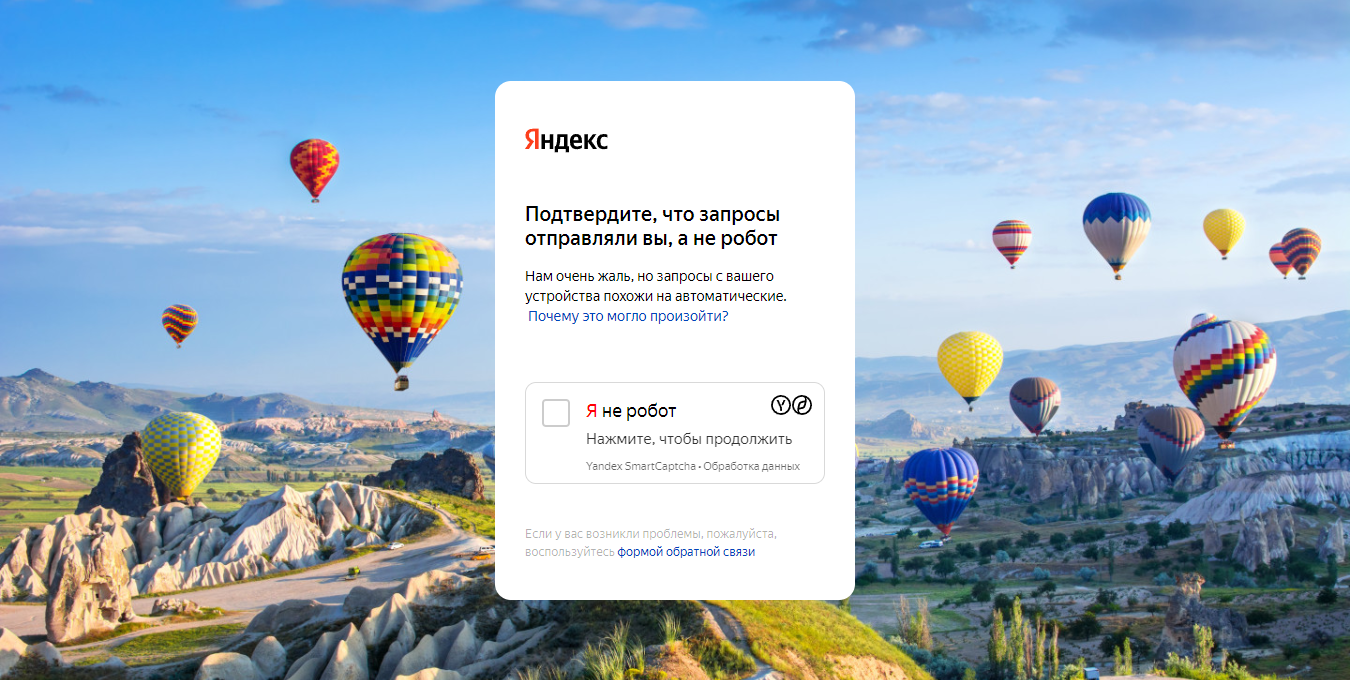 Яндекс
Подтвердите, что запросы
отправляли вы, а не робот
Нам очень жаль, но запросы с вашего
устройства похожи на автоматические.
Почему это могло произойти?
Я не робот
Нажмите, чтобы продолжить
Yandex SmartCaptcha • Обработка данных
Если у вас возникли проблемы, пожалуйста,
воспользуйтесь формой обратной связи